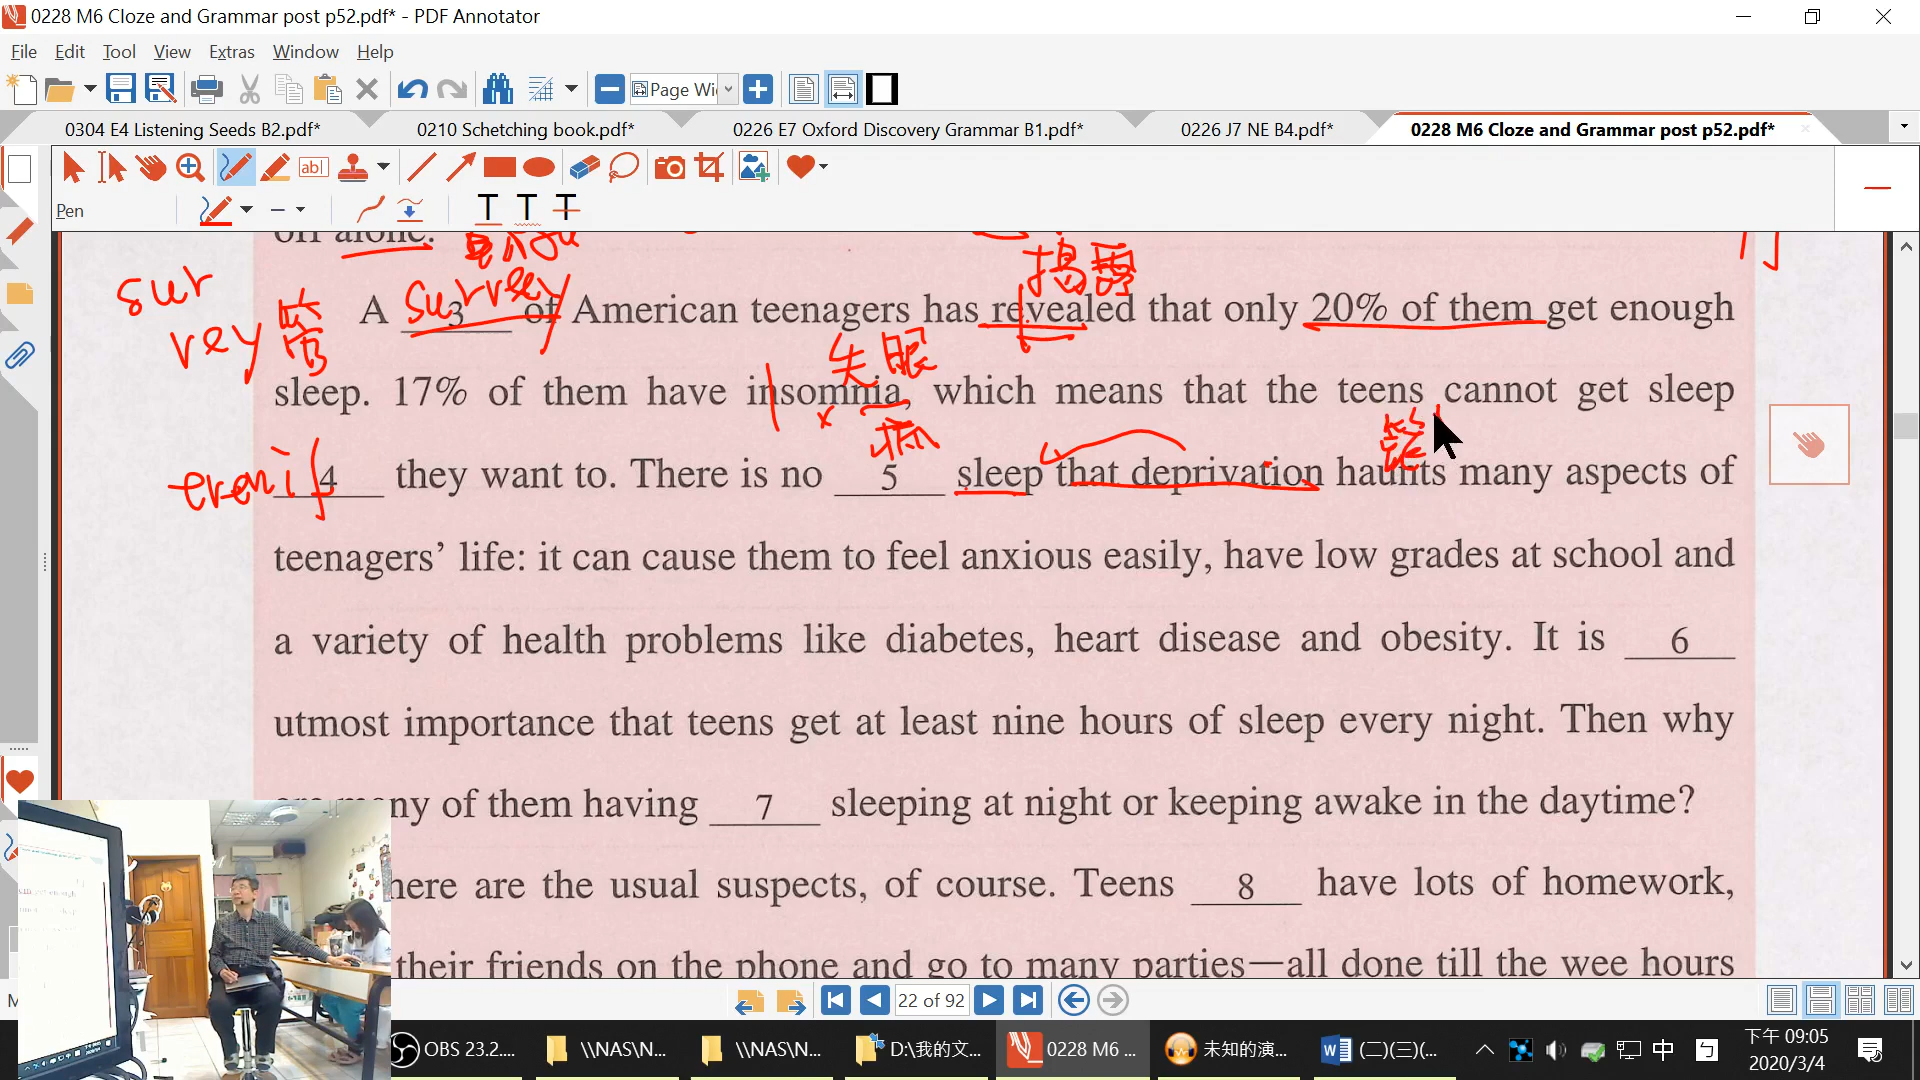 0228 M6 Cloze and Grammar post p52.pdf* - PDF Annotator
File Edit Tool View Extras Window Help
Page Wi
0304 E4 Listening Seeds B2.pdf* 0210 Schetching book.pdf* 0226 E7 Oxford Discovery Grammar B1.pdf* 0226 J7 NE B4.pdf* 0228 M6 Cloze and Grammar post p52.pdf*
Pen
off alone.
揭露
sur
vey
survey
A 3 of American teenagers has revealed that only 20% of them get enough
失眠
sleep. 17% of them have insomnia, which means that the teens cannot get sleep
even if
4 they want to. There is no 5 sleep that deprivation haunts many aspects of
teenagers’ life: it can cause them to feel anxious easily, have low grades at school and
a variety of health problems like diabetes, heart disease and obesity. It is 6
utmost importance that teens get at least nine hours of sleep every night. Then why
many of them having 7 sleeping at night or keeping awake in the daytime?
here are the usual suspects, of course. Teens 8 have lots of homework,
their friends on the phone and go to many parties—all done till the wee hours
22 of 92
OBS 23.2.... \\NAS\N... \\NAS\N... D:\我的文... 0228 M6 ... 未知的演... (二)(三)(... 中 ㄅ 下午 09:05
2020/3/4